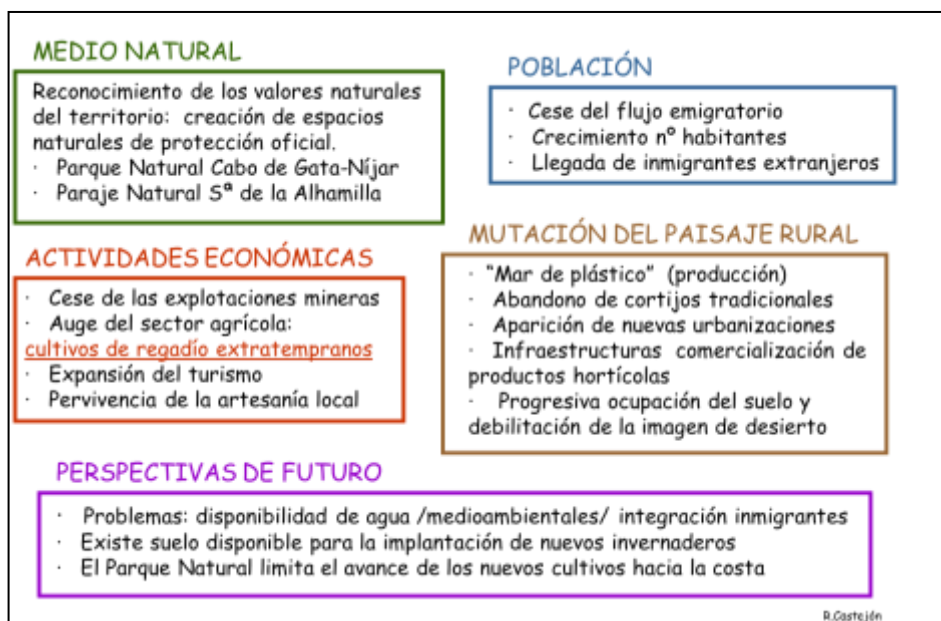 MEDIO NATURAL
Reconocimiento de los valores naturales
del territorio: creación de espacios
naturales de protección oficial.
· Parque Natural Cabo de Gata-Níjar
· Paraje Natural Sª de la Alhamilla
POBLACIÓN
· Cese del flujo emigratorio
· Crecimiento nº habitantes
· Llegada de inmigrantes extranjeros
ACTIVIDADES ECONÓMICAS
· Cese de las explotaciones mineras
· Auge del sector agrícola:
cultivos de regadío extratempranos
· Expansión del turismo
· Pervivencia de la artesanía local
MUTACIÓN DEL PAISAJE RURAL
· "Mar de plástico" (producción)
· Abandono de cortijos tradicionales
· Aparición de nuevas urbanizaciones
· Infraestructuras comercialización de
productos hortícolas
· Progresiva ocupación del suelo y
debilitación de la imagen de desierto
PERSPECTIVAS DE FUTURO
· Problemas: disponibilidad de agua /medioambientales/ integración inmigrantes
· Existe suelo disponible para la implantación de nuevos invernaderos
· El Parque Natural limita el avance de los nuevos cultivos hacia la costa
R.Castejón